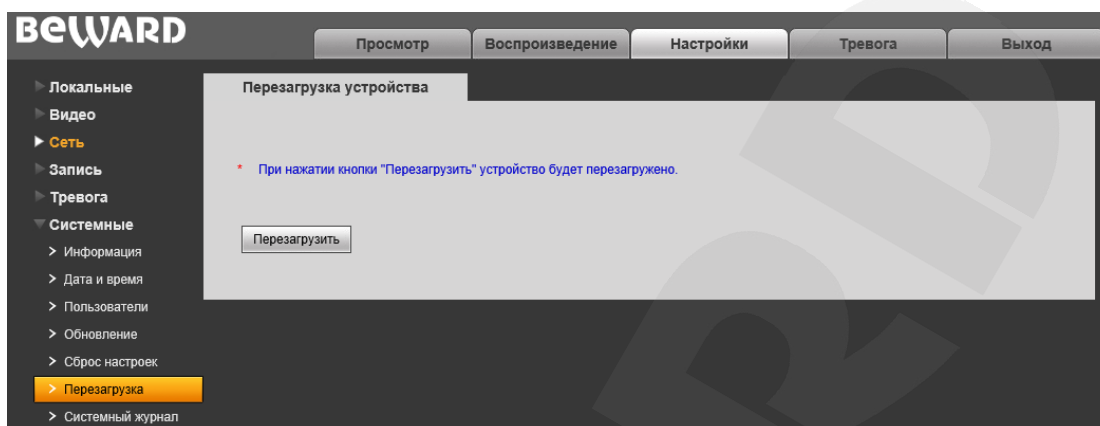 BEWARD
Просмотр Воспроизведение Настройки Тревога Выход
Локальные
Видео
Сеть
Запись
Тревога
Системные
Информация
Дата и время
Пользователи
Обновление
Сброс настроек
Перезагрузка
Системный журнал
Перезагрузка устройства
* При нажатии кнопки "Перезагрузить" устройство будет перезагружено.
Перезагрузить